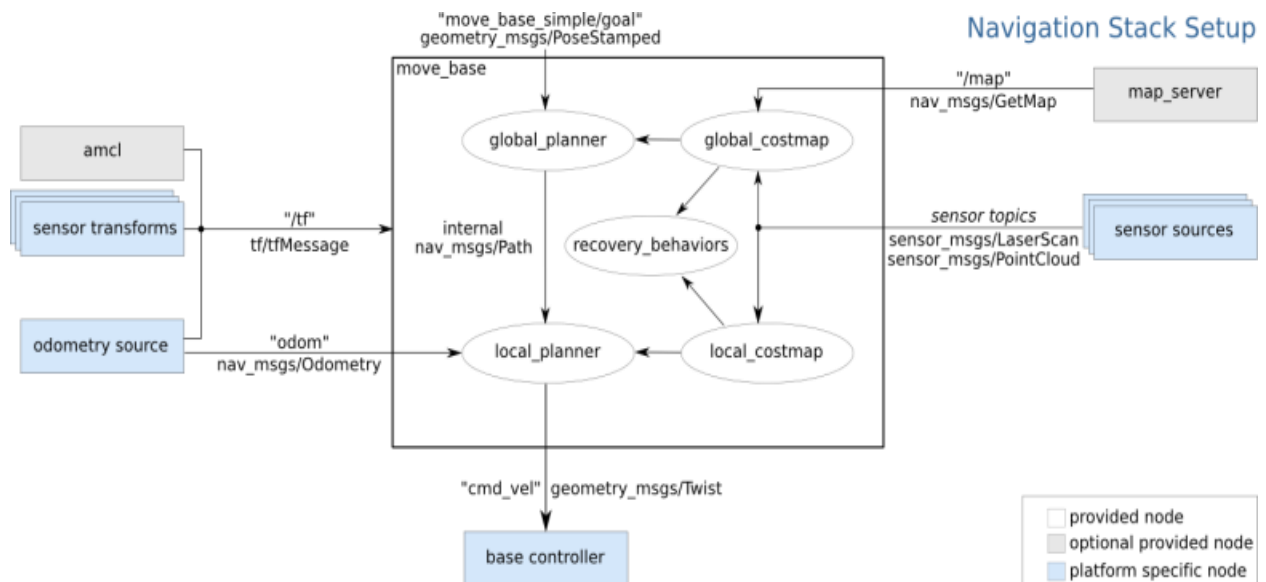 "move_base_simple/goal"
geometry_msgs/PoseStamped
Navigation Stack Setup
move_base
"/map"
nav_msgs/GetMap
map_server
amcl
global_planner
global_costmap
sensor transforms
"/tf"
tf/tfMessage
internal
nav_msgs/Path
recovery_behaviors
sensor topics
sensor_msgs/LaserScan
sensor_msgs/PointCloud
sensor sources
odometry source
"odom"
nav_msgs/Odometry
local_planner
local_costmap
"cmd_vel"
geometry_msgs/Twist
base controller
provided node
optional provided node
platform specific node